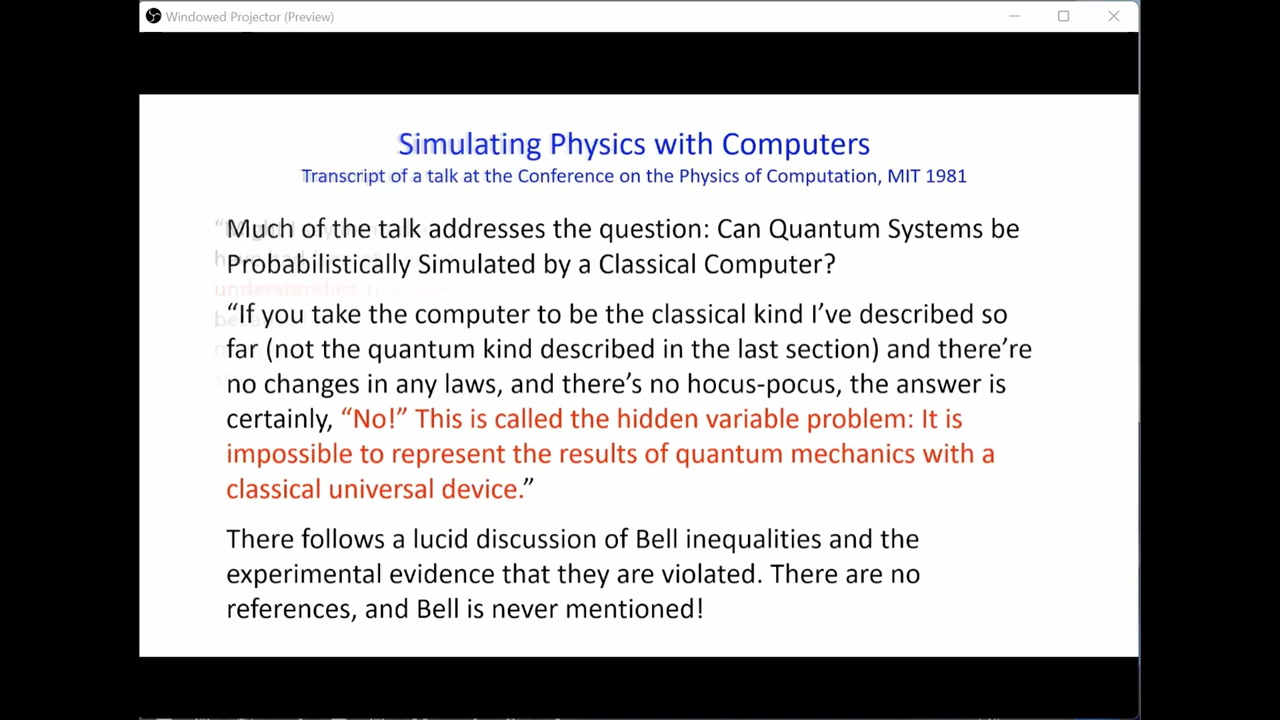 Windowed Projector (Preview)
Simulating Physics with Computers
Transcript of a talk at the Conference on the Physics of Computation, MIT 1981
Much of the talk addresses the question: Can Quantum Systems be
Probabilistically Simulated by a Classical Computer?
“If you take the computer to be the classical kind I’ve described so
far (not the quantum kind described in the last section) and there’re
no changes in any laws, and there’s no hocus-pocus, the answer is
certainly, “No!” This is called the hidden variable problem: It is
impossible to represent the results of quantum mechanics with a
classical universal device.”
There follows a lucid discussion of Bell inequalities and the
experimental evidence that they are violated. There are no
references, and Bell is never mentioned!